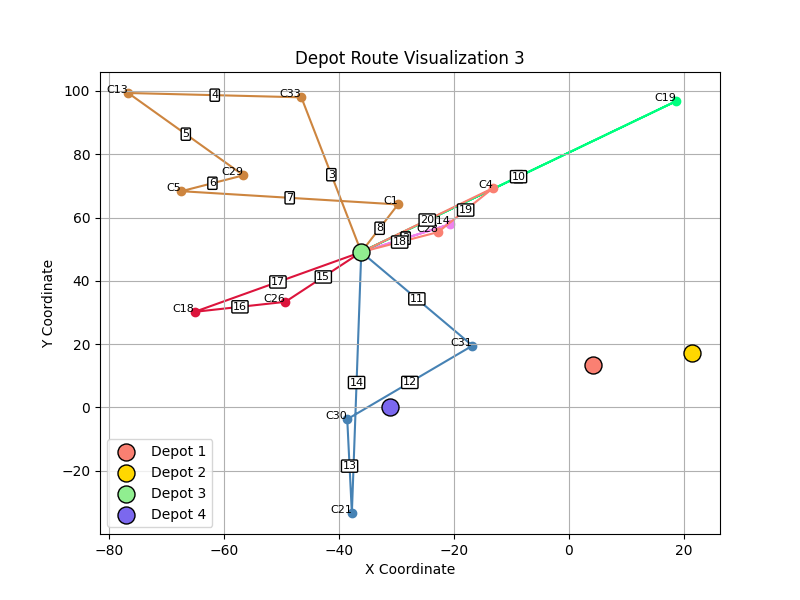 Depot Route Visualization 3
100
80
60
40
20
0
−20
Y Coordinate
−80
−60
−40
−20
0
20
X Coordinate
C13
4
C33
C19
5
C29
3
C5
6
7
C1
8
C4
10
19
20
14
C28
18
17
15
C18
16
C26
11
C31
14
12
C30
13
C21
Depot 1
Depot 2
Depot 3
Depot 4